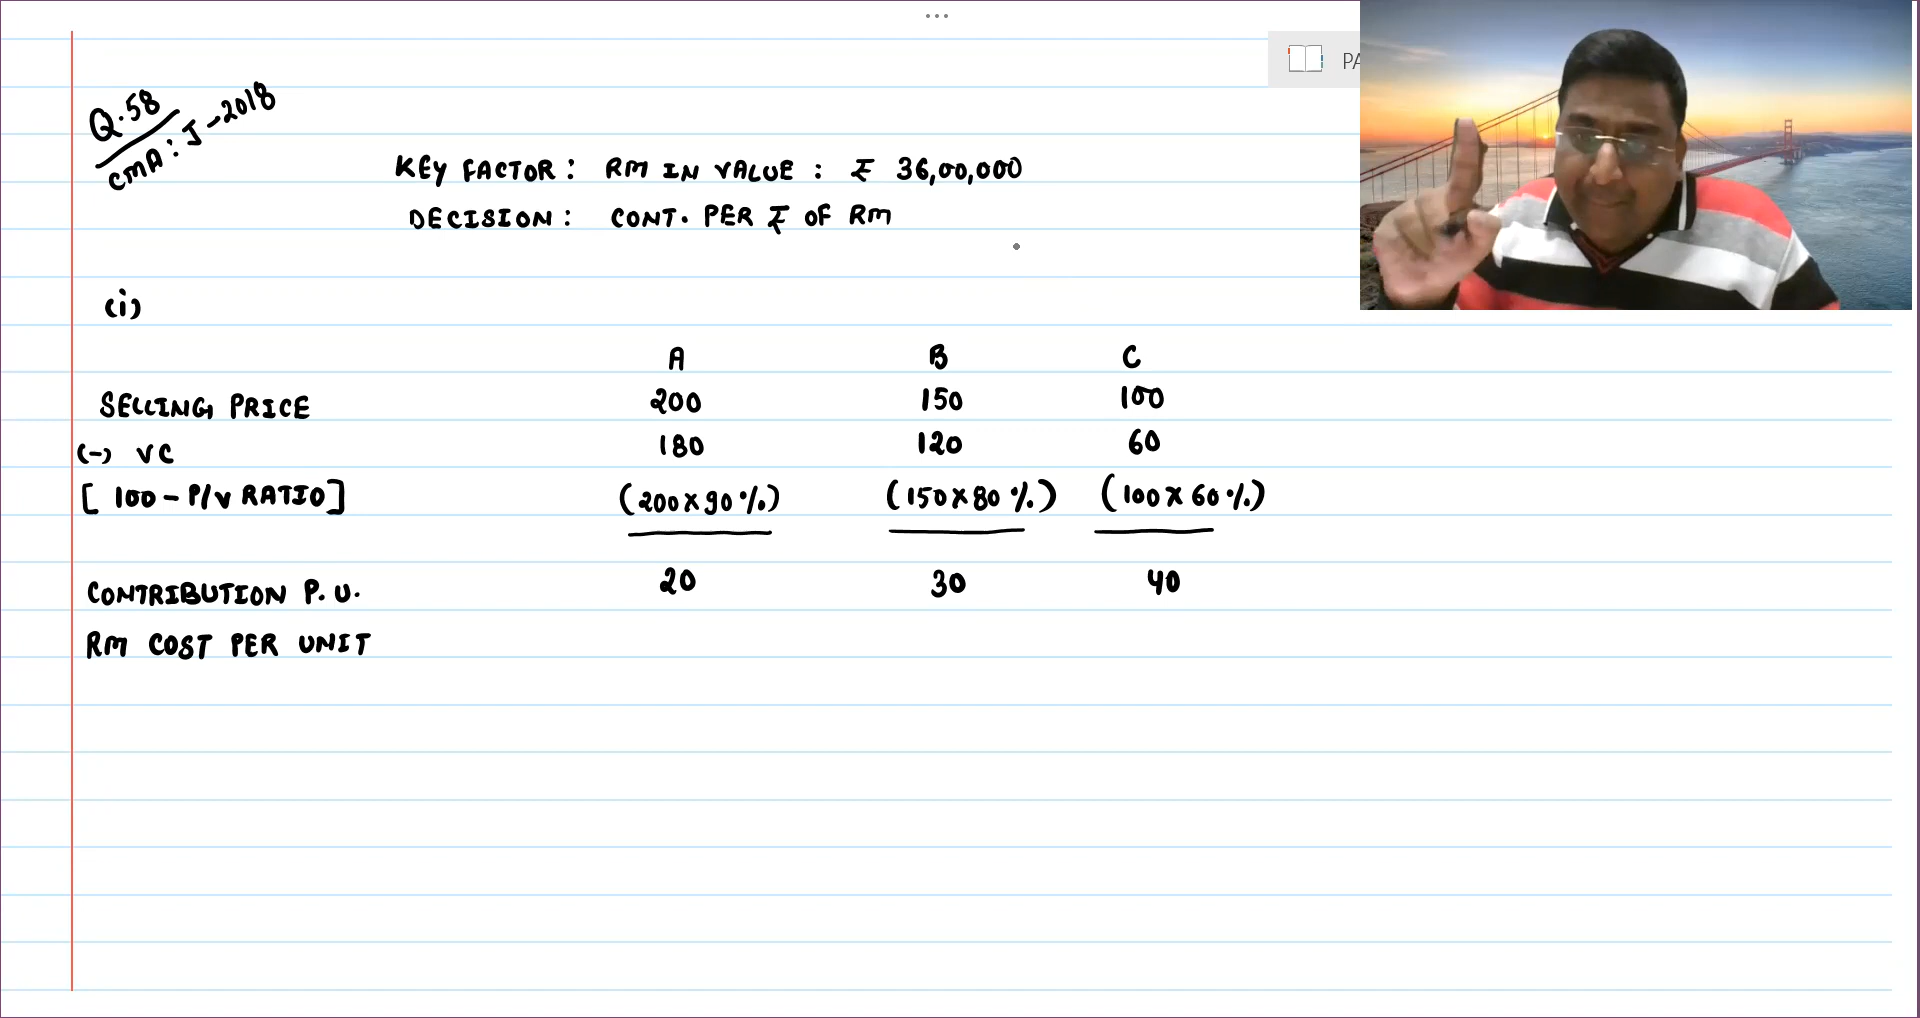 Q.58
CMA: J-2018
PA
KEY FACTOR: RM IN VALUE : ₹ 36,00,000
DECISION: CONT. PER ₹ OF RM
(i)
A B C
SELLING PRICE 200 150 100
(-) VC 180 120 60
[ 100 - P/V RATIO] (200 X 90 %) (150 X 80 %) (100 X 60 %)
CONTRIBUTION P.U. 20 30 40
RM COST PER UNIT